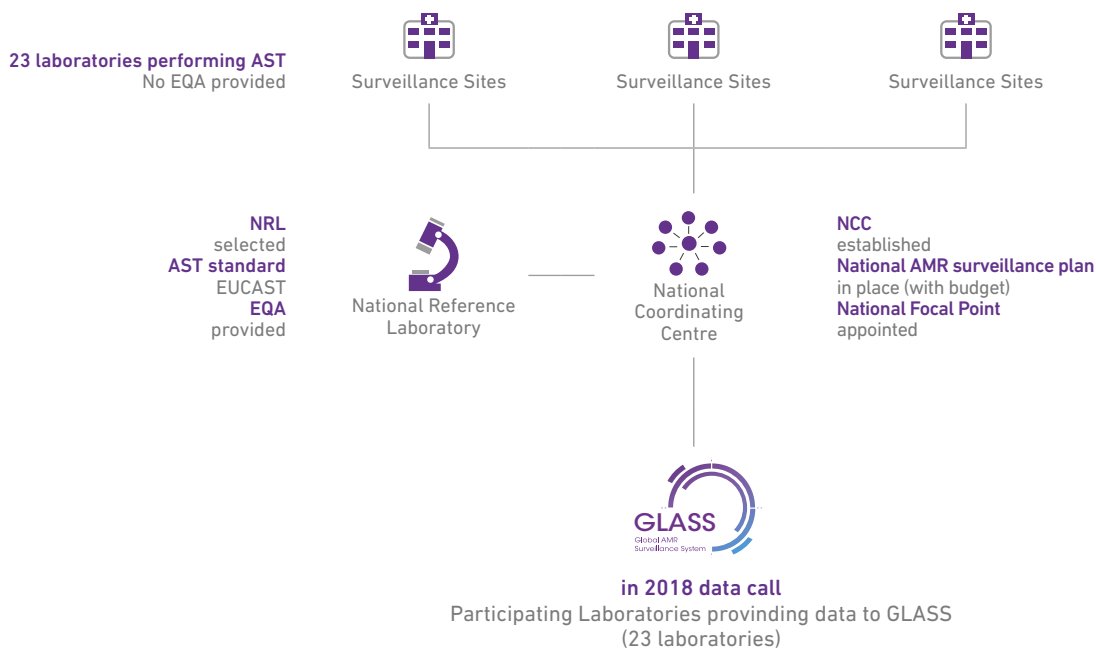 23 laboratories performing AST
No EQA provided
Surveillance Sites
Surveillance Sites
Surveillance Sites
NRL
selected
AST standard
EUCAST
EQA
provided
National Reference
Laboratory
National
Coordinating
Centre
NCC
established
National AMR surveillance plan
in place (with budget)
National Focal Point
appointed
GLASS
Global AMR
Surveillance System
in 2018 data call
Participating Laboratories provinding data to GLASS
(23 laboratories)